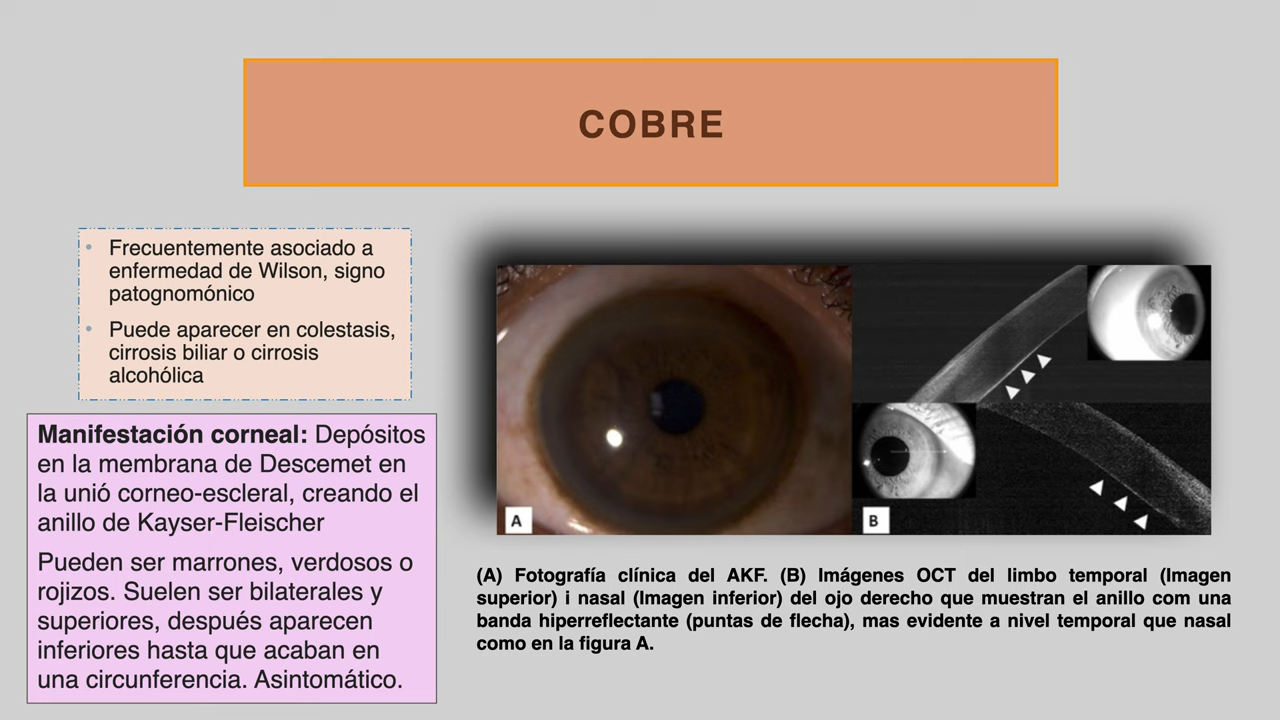 COBRE
Frecuentemente asociado a
enfermedad de Wilson, signo
patognomónico
Puede aparecer en colestasis,
cirrosis biliar o cirrosis
alcohólica
Manifestación corneal: Depósitos
en la membrana de Descemet en
la unió corneo-escleral, creando el
anillo de Kayser-Fleischer
Pueden ser marrones, verdosos o
rojizos. Suelen ser bilaterales y
superiores, después aparecen
inferiores hasta que acaban en
una circunferencia. Asintomático.
A
B
(A) Fotografía clínica del AKF. (B) Imágenes OCT del limbo temporal (Imagen
superior) i nasal (Imagen inferior) del ojo derecho que muestran el anillo com una
banda hiperreflectante (puntas de flecha), mas evidente a nivel temporal que nasal
como en la figura A.